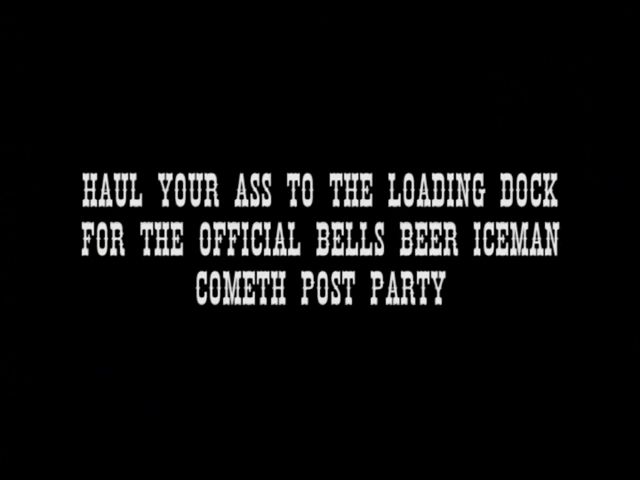 HAUL YOUR ASS TO THE LOADING DOCK
FOR THE OFFICIAL BELLS BEER ICEMAN
COMETH POST PARTY